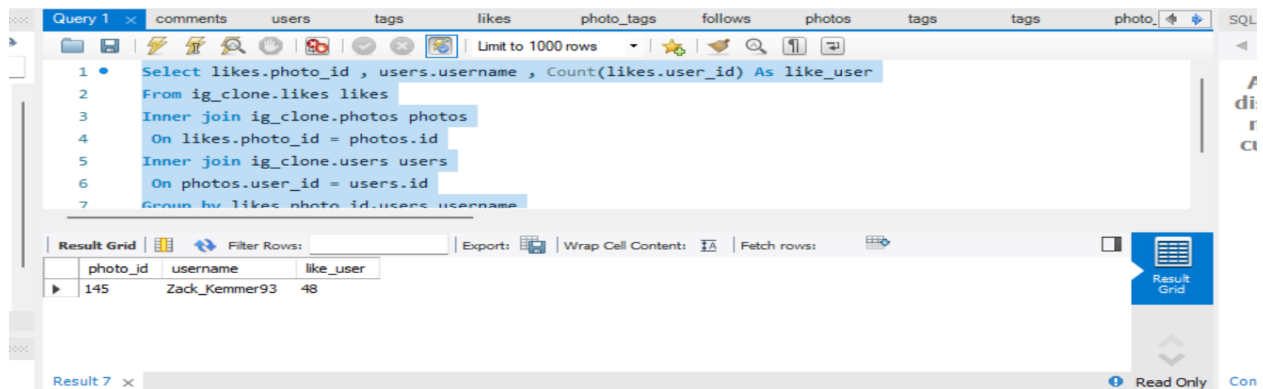 Query 1 comments users tags likes photo_tags follows photos tags tags photo_ SQL
Limit to 1000 rows
1 Select likes.photo_id , users.username , Count(likes.user_id) As like_user
2 From ig_clone.likes likes
3 Inner join ig_clone.photos photos
4 On likes.photo_id = photos.id
5 Inner join ig_clone.users users
6 On photos.user_id = users.id
7 Group by likes.photo_id,users.username
Result Grid Filter Rows: Export: Wrap Cell Content: Fetch rows:
photo_id username like_user
145 Zack_Kemmer93 48
Result
Grid
Result 7 Read Only Con